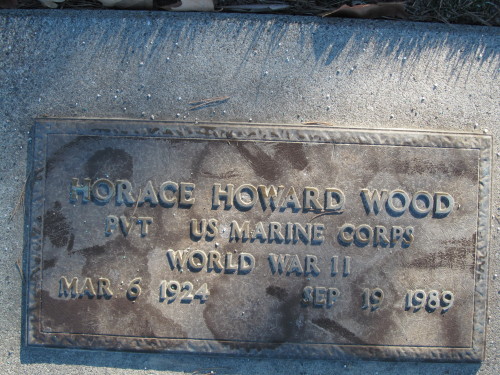 HORACE HOWARD WOOD
PVT US MARINE CORPS
WORLD WAR II
MAR 6 1924 SEP 19 1989